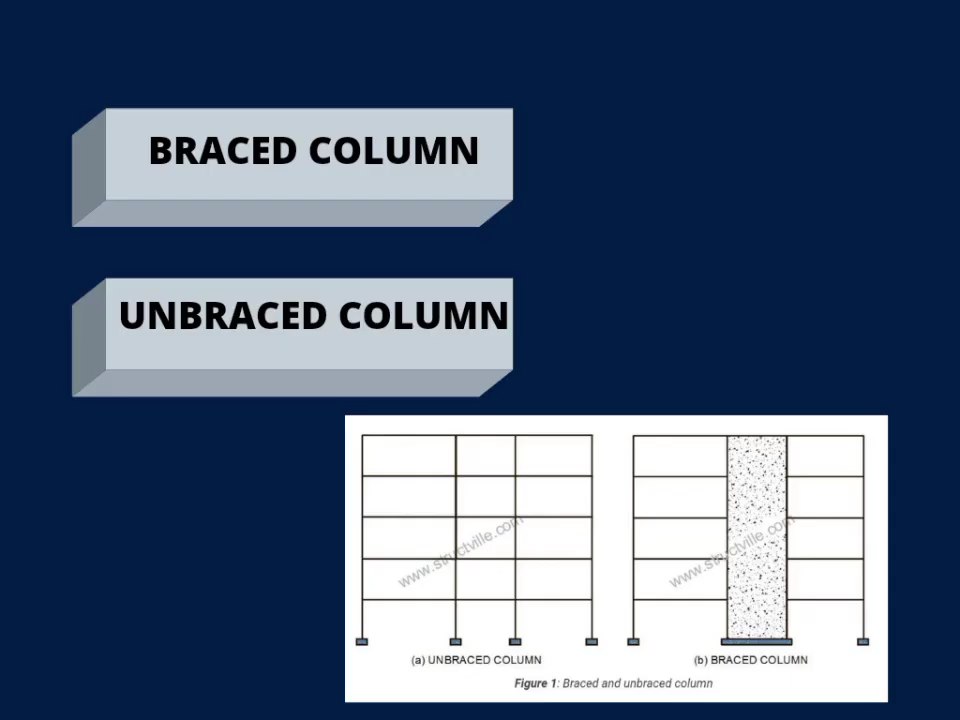 BRACED COLUMN
UNBRACED COLUMN
www.structville.com
www.structville.com
(a) UNBRACED COLUMN
(b) BRACED COLUMN
Figure 1: Braced and unbraced column